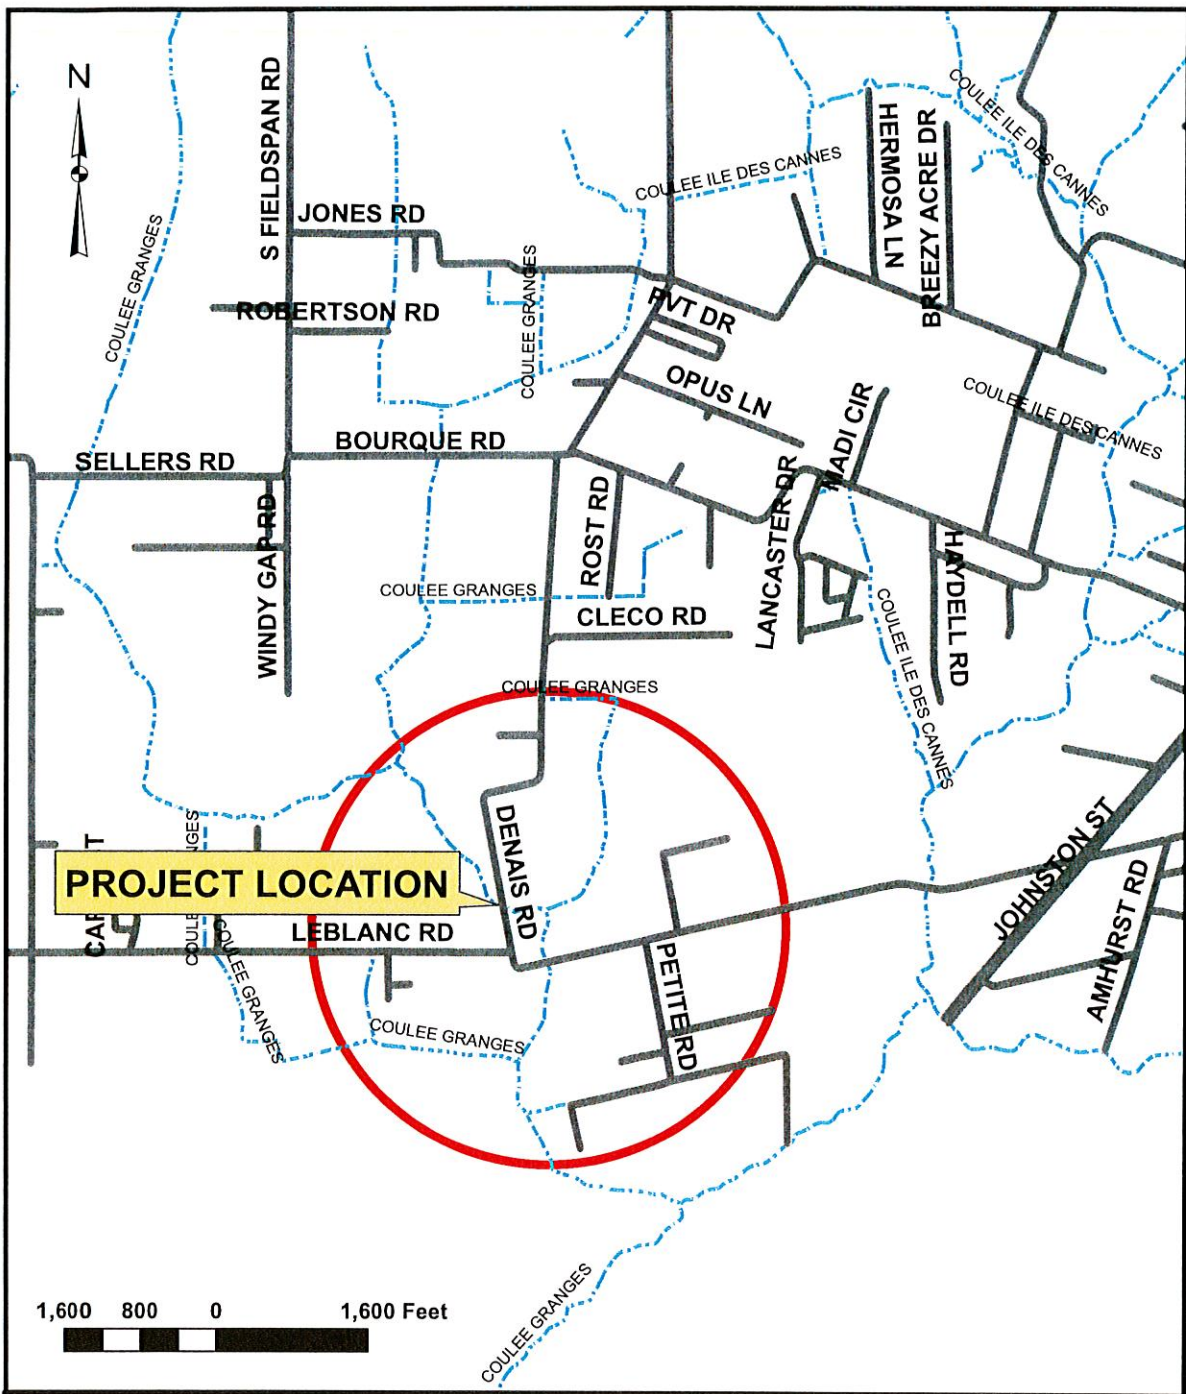 N
S FIELDSPAN RD
JONES RD
ROBERTSON RD
COULEE GRANGES
COULEE GRANGES
COULEE ILE DES CANNES
HERMOSA LN
BREEZY ACRE DR
COULEE ILE DES CANNES
PVT DR
OPUS LN
MADI CIR
COULEE ILE DES CANNES
BOURQUE RD
SELLERS RD
WINDY GAP RD
ROST RD
LANCASTER DR
HAYDELL RD
COULEE GRANGES
CLECO RD
COULEE ILE DES CANNES
COULEE GRANGES
DENAIS RD
JOHNSTON ST
AMHURST RD
PROJECT LOCATION
LEBLANC RD
COULEE GRANGES
PETITE RD
COULEE GRANGES
COULEE GRANGES
1,600 800 0 1,600 Feet